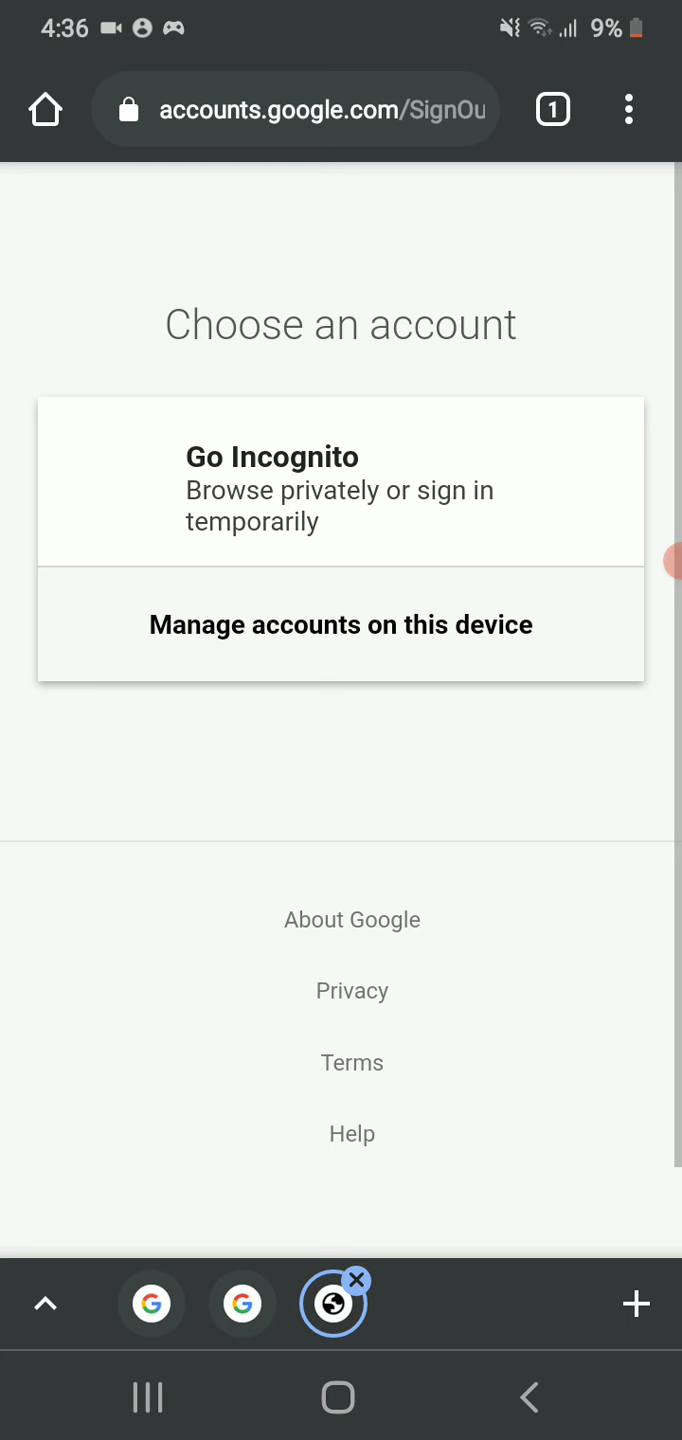 4:36 9%
accounts.google.com/SignOu 1
Choose an account
Go Incognito
Browse privately or sign in
temporarily
Manage accounts on this device
About Google
Privacy
Terms
Help
G G